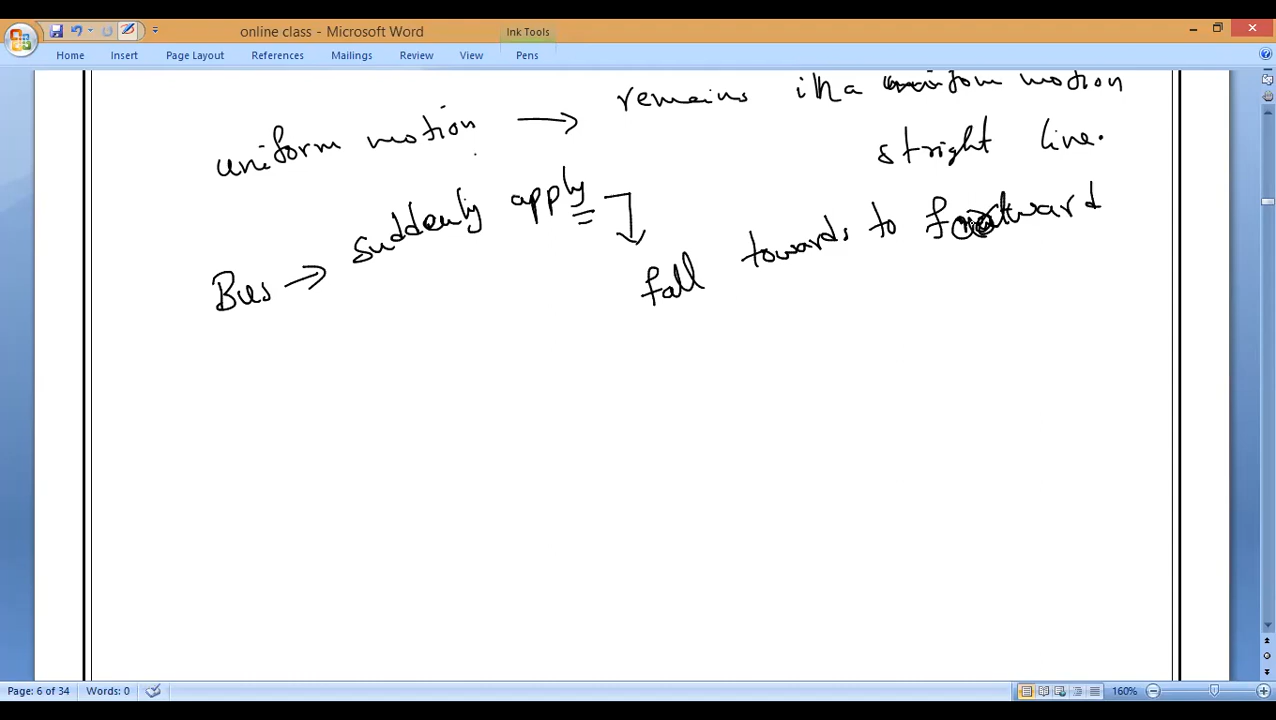 online class - Microsoft Word
Ink Tools
Home Insert Page Layout References Mailings Review View Pens
remains in a uniform motion
uniform motion → stright line.
Bus → suddenly apply
fall towards to forward
Page: 6 of 34 Words: 0 160%